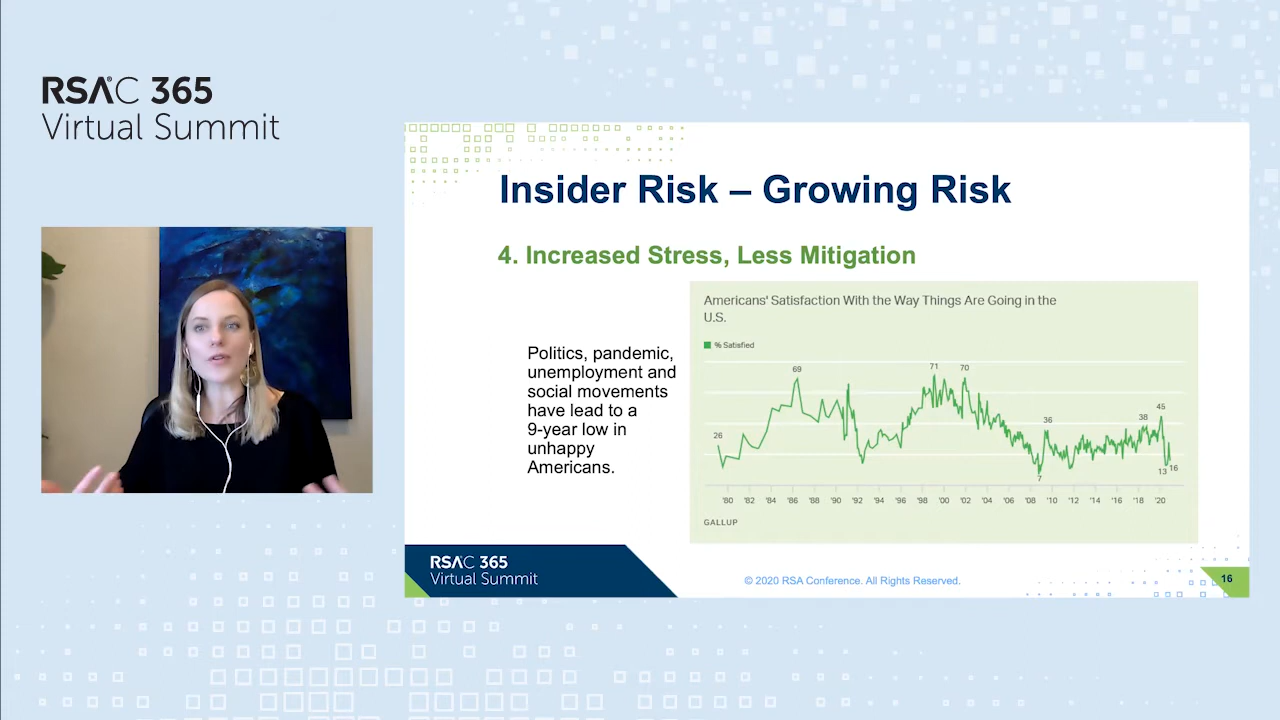 RSAC 365
Virtual Summit
Insider Risk – Growing Risk
4. Increased Stress, Less Mitigation
Politics, pandemic,
unemployment and
social movements
have lead to a
9-year low in
unhappy
Americans.
Americans' Satisfaction With the Way Things Are Going in the
U.S.
% Satisfied
26
69
71
70
7
36
38
45
13
16
'80 '82 '84 '86 '88 '90 '92 '94 '96 '98 '00 '02 '04 '06 '08 '10 '12 '14 '16 '18 '20
GALLUP
RSAC 365
Virtual Summit
© 2020 RSA Conference. All Rights Reserved.
16